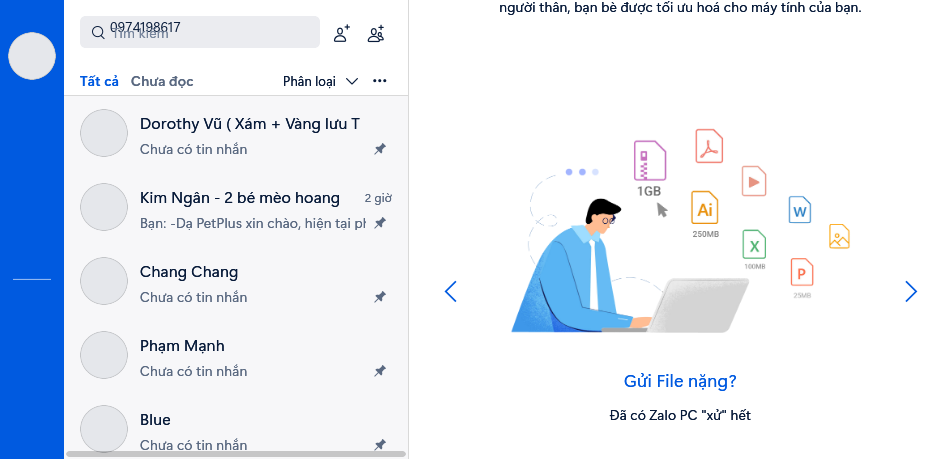 0974198617
Tìm kiếm
Tất cả Chưa đọc Phân loại
Dorothy Vũ ( Xám + Vàng lưu T
Chưa có tin nhắn
Kim Ngân - 2 bé mèo hoang 2 giờ
Bạn: -Dạ PetPlus xin chào, hiện tại ph
Chang Chang
Chưa có tin nhắn
Phạm Mạnh
Chưa có tin nhắn
Blue
Chưa có tin nhắn
người thân, bạn bè được tối ưu hoá cho máy tính của bạn.
1GB
Ai
250MB
W
X
100MB
P
25MB
Gửi File nặng?
Đã có Zalo PC "xử" hết